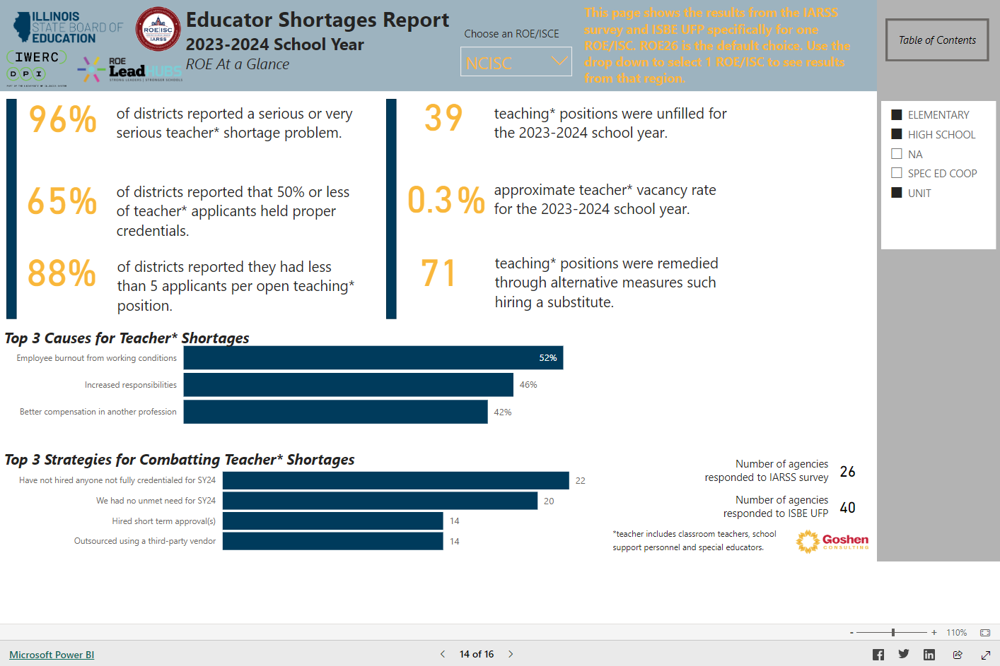 ILLINOIS
STATE BOARD OF
EDUCATION
ROE|ISC
IARSS
IWERC
DPI
ROE
LeadHUBS
STRONG LEADERS | STRONGER SCHOOLS
Educator Shortages Report
2023-2024 School Year
ROE At a Glance
Choose an ROE/ISCE
NCISC
This page shows the results from the IARSS
survey and ISBE UFP specifically for one
ROE/ISC. ROE26 is the default choice. Use the
drop down to select 1 ROE/ISC to see results
from that region.
Table of Contents
ELEMENTARY
HIGH SCHOOL
NA
SPEC ED COOP
UNIT
96%
of districts reported a serious or very
serious teacher* shortage problem.
65%
of districts reported that 50% or less
of teacher* applicants held proper
credentials.
88%
of districts reported they had less
than 5 applicants per open teaching*
position.
39
teaching* positions were unfilled for
the 2023-2024 school year.
0.3%
approximate teacher* vacancy rate
for the 2023-2024 school year.
71
teaching* positions were remedied
through alternative measures such
hiring a substitute.
Top 3 Causes for Teacher* Shortages
Employee burnout from working conditions 52%
Increased responsibilities 46%
Better compensation in another profession 42%
Top 3 Strategies for Combatting Teacher* Shortages
Have not hired anyone not fully credentialed for SY24 22
We had no unmet need for SY24 20
Hired short term approval(s) 14
Outsourced using a third-party vendor 14
Number of agencies
responded to IARSS survey 26
Number of agencies
responded to ISBE UFP 40
*teacher includes classroom teachers, school
support personnel and special educators.
Goshen
CONSULTING
- + 110%
Microsoft Power BI
< 14 of 16 >